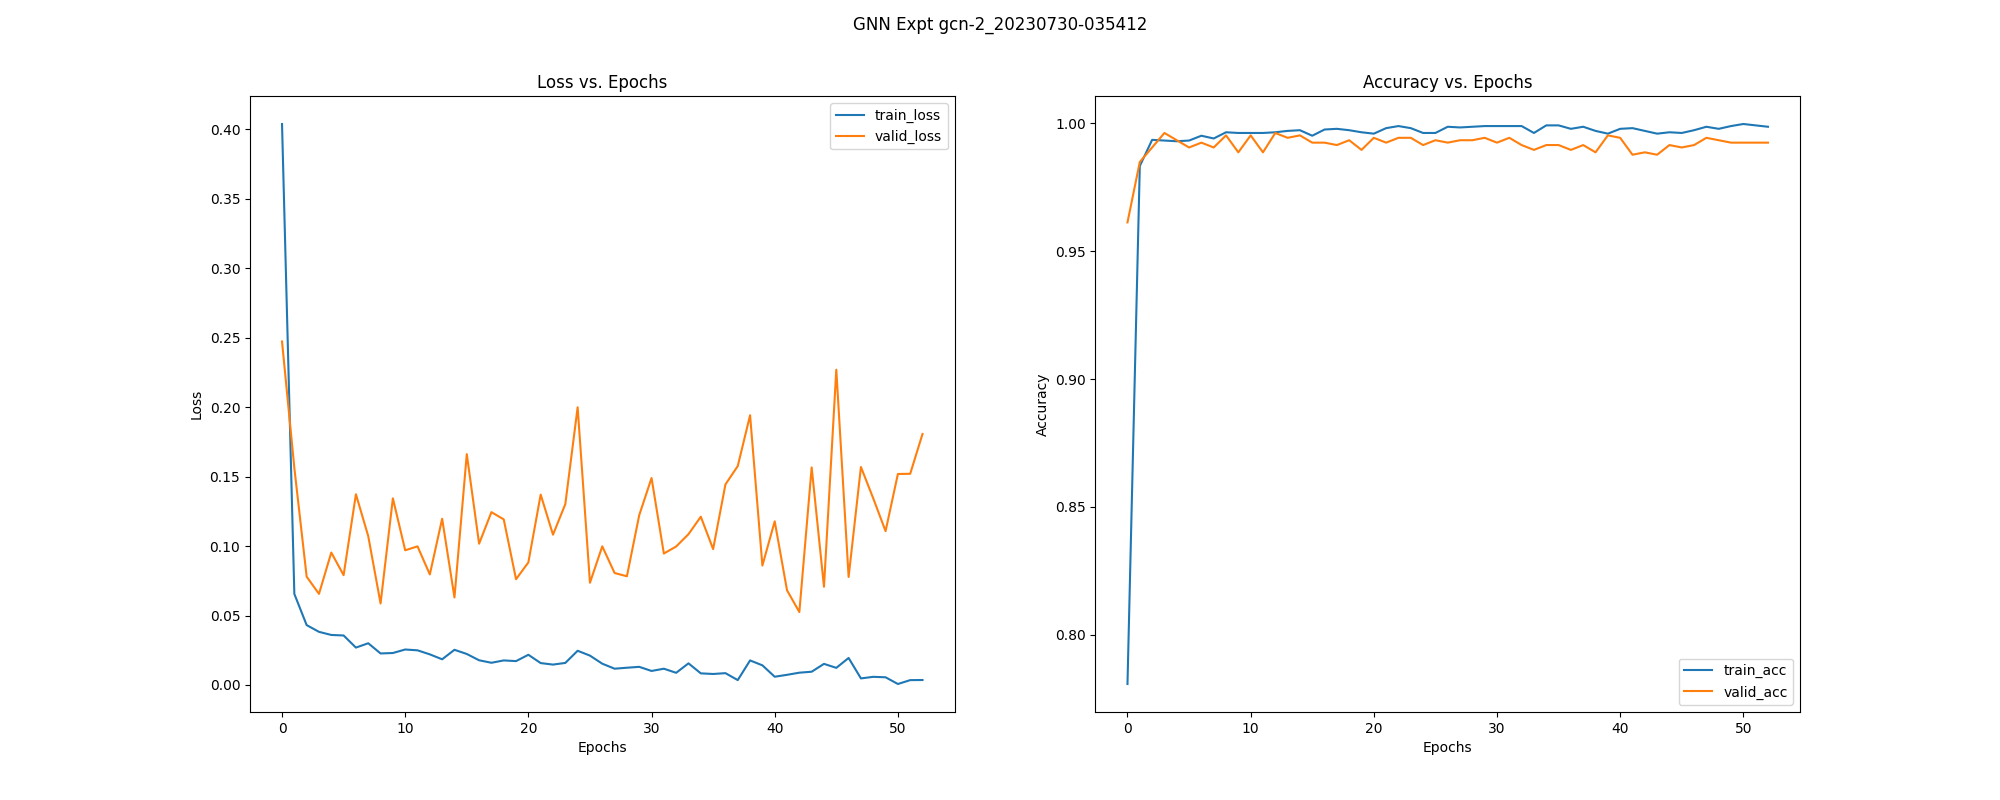 GNN Expt gcn-2_20230730-035412
Loss vs. Epochs
train_loss
valid_loss
0.40
0.35
0.30
0.25
0.20
0.15
0.10
0.05
0.00
Loss
0 10 20 30 40 50
Epochs
Accuracy vs. Epochs
1.00
0.95
0.90
0.85
0.80
Accuracy
train_acc
valid_acc
0 10 20 30 40 50
Epochs